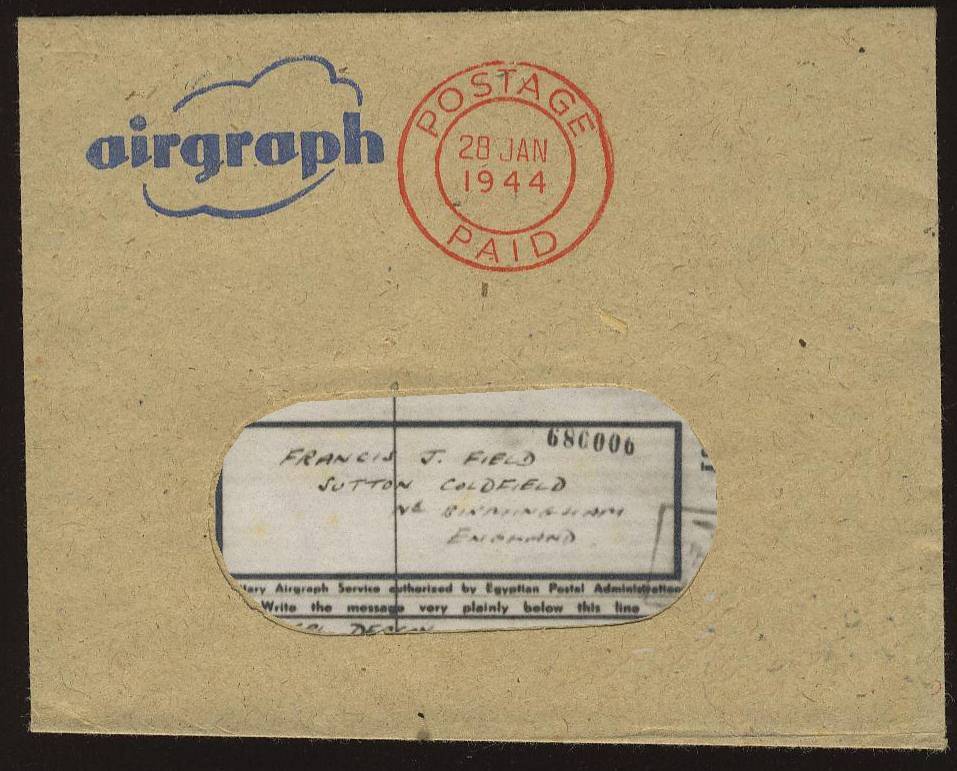 airgraph
POSTAGE
28 JAN
1944
PAID
680006
FRANCIS J. FIELD
SUTTON COLDFIELD
Nr BIRMINGHAM
ENGLAND
tary Airgraph Service authorized by Egyptian Postal Administration
Write the message very plainly below this line